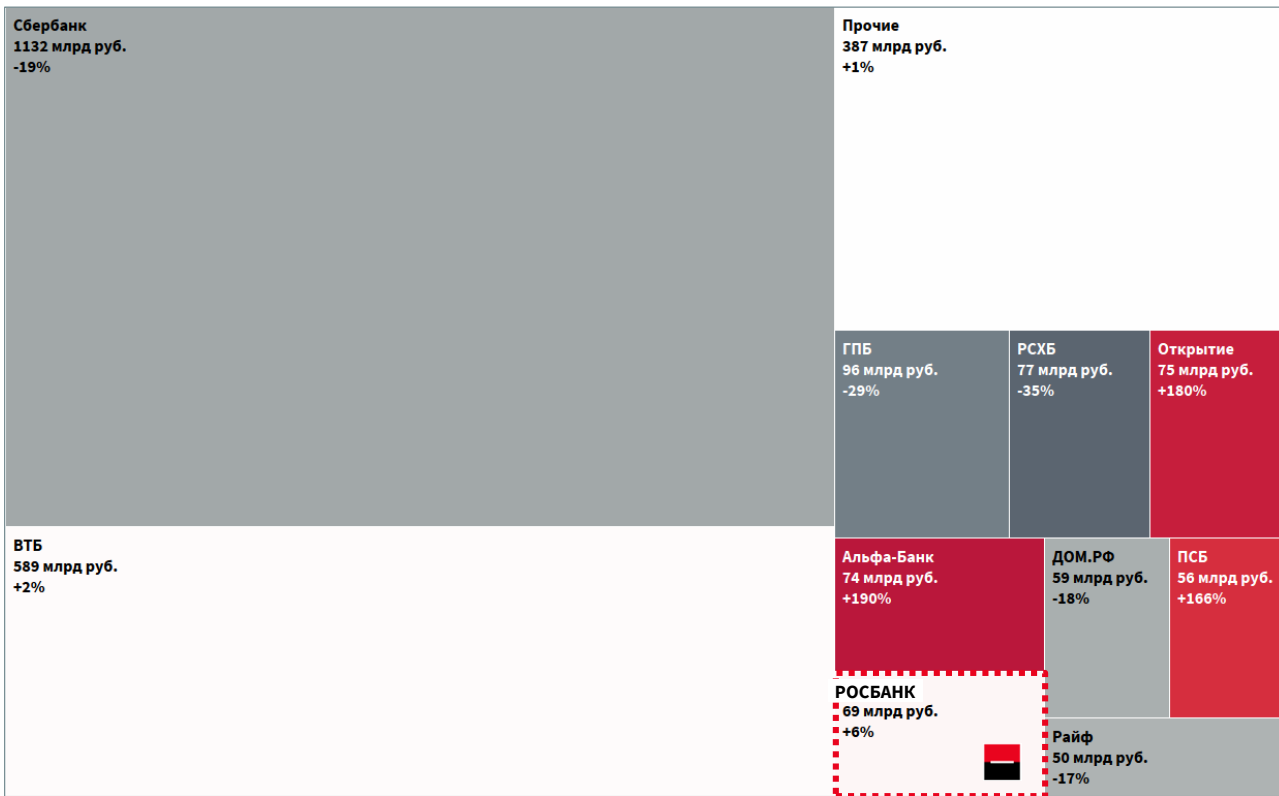 Сбербанк
1132 млрд руб.
-19%
Прочие
387 млрд руб.
+1%
ГПБ
96 млрд руб.
-29%
РСХБ
77 млрд руб.
-35%
Открытие
75 млрд руб.
+180%
ВТБ
589 млрд руб.
+2%
Альфа-Банк
74 млрд руб.
+190%
ДОМ.РФ
59 млрд руб.
-18%
ПСБ
56 млрд руб.
+166%
РОСБАНК
69 млрд руб.
+6%
Райф
50 млрд руб.
-17%